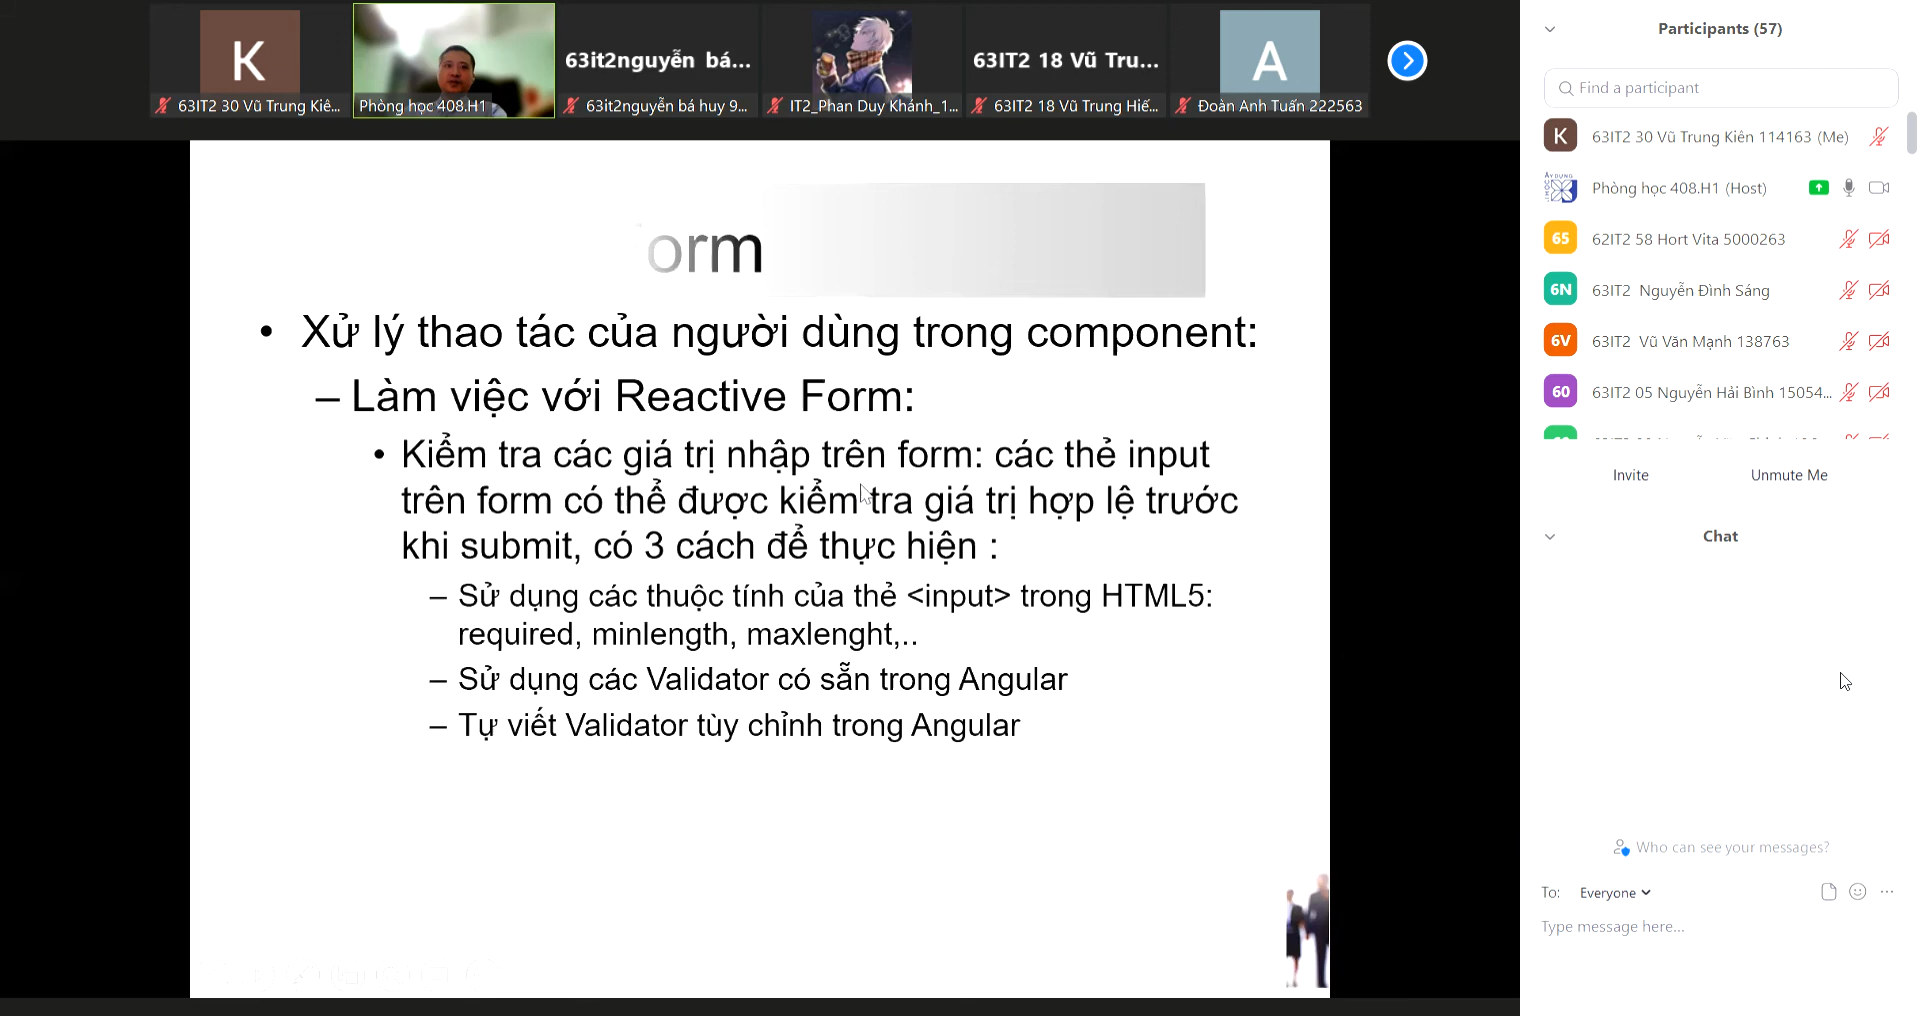 K
63IT2 30 Vũ Trung Kiê...
Phòng học 408.H1
63it2nguyễn bá...
63it2nguyễn bá huy 9...
IT2_Phan Duy Khánh_1...
63IT2 18 Vũ Tru...
63IT2 18 Vũ Trung Hiế...
A
Đoàn Anh Tuấn 222563
orm
• Xử lý thao tác của người dùng trong component:
– Làm việc với Reactive Form:
• Kiểm tra các giá trị nhập trên form: các thẻ input
trên form có thể được kiểm tra giá trị hợp lệ trước
khi submit, có 3 cách để thực hiện :
– Sử dụng các thuộc tính của thẻ <input> trong HTML5:
required, minlength, maxlenght,..
– Sử dụng các Validator có sẵn trong Angular
– Tự viết Validator tùy chỉnh trong Angular
Participants (57)
Find a participant
K 63IT2 30 Vũ Trung Kiên 114163 (Me)
Phòng học 408.H1 (Host)
65 62IT2 58 Hort Vita 5000263
6N 63IT2 Nguyễn Đình Sáng
6V 63IT2 Vũ Văn Mạnh 138763
60 63IT2 05 Nguyễn Hải Bình 15054...
Invite
Unmute Me
Chat
Who can see your messages?
To: Everyone
Type message here...